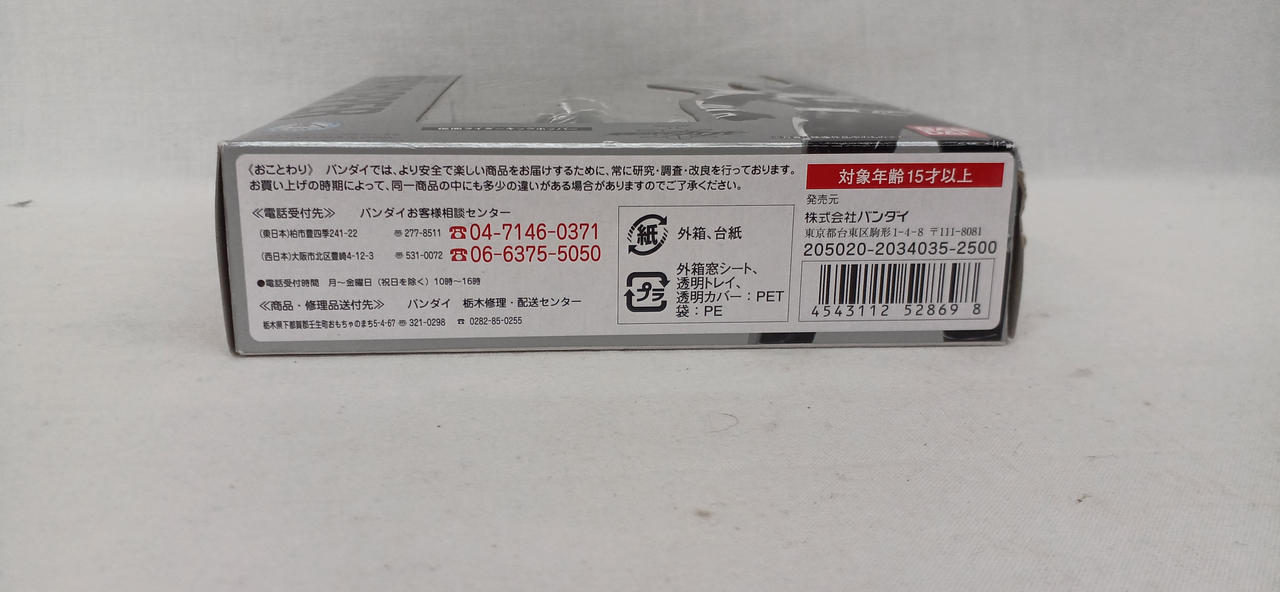 仮面ライダーキックホッパー
BANDAI
《おことわり》 バンダイでは、より安全で楽しい商品をお届けするために、常に研究・調査・改良を行っております。
お買い上げの時期によって、同一商品の中にも多少の違いがある場合がありますのでご了承ください。
≪電話受付先≫ バンダイお客様相談センター
(東日本)柏市豊四季241-22 〠 277-8511 ☎ 04-7146-0371
(西日本)大阪市北区豊崎4-12-3 〠 531-0072 ☎ 06-6375-5050
●電話受付時間 月〜金曜日(祝日を除く)10時〜16時
≪商品・修理品送付先≫ バンダイ 栃木修理・配送センター
栃木県下都賀郡壬生町おもちゃのまち5-4-67 〠 321-0298 ☎ 0282-85-0255
紙 外箱、台紙
プラ 外箱窓シート、
透明トレイ、
透明カバー:PET
袋:PE
対象年齢15才以上
発売元
株式会社バンダイ
東京都台東区駒形1-4-8 〒111-8081
205020-2034035-2500
4543112 52869 8